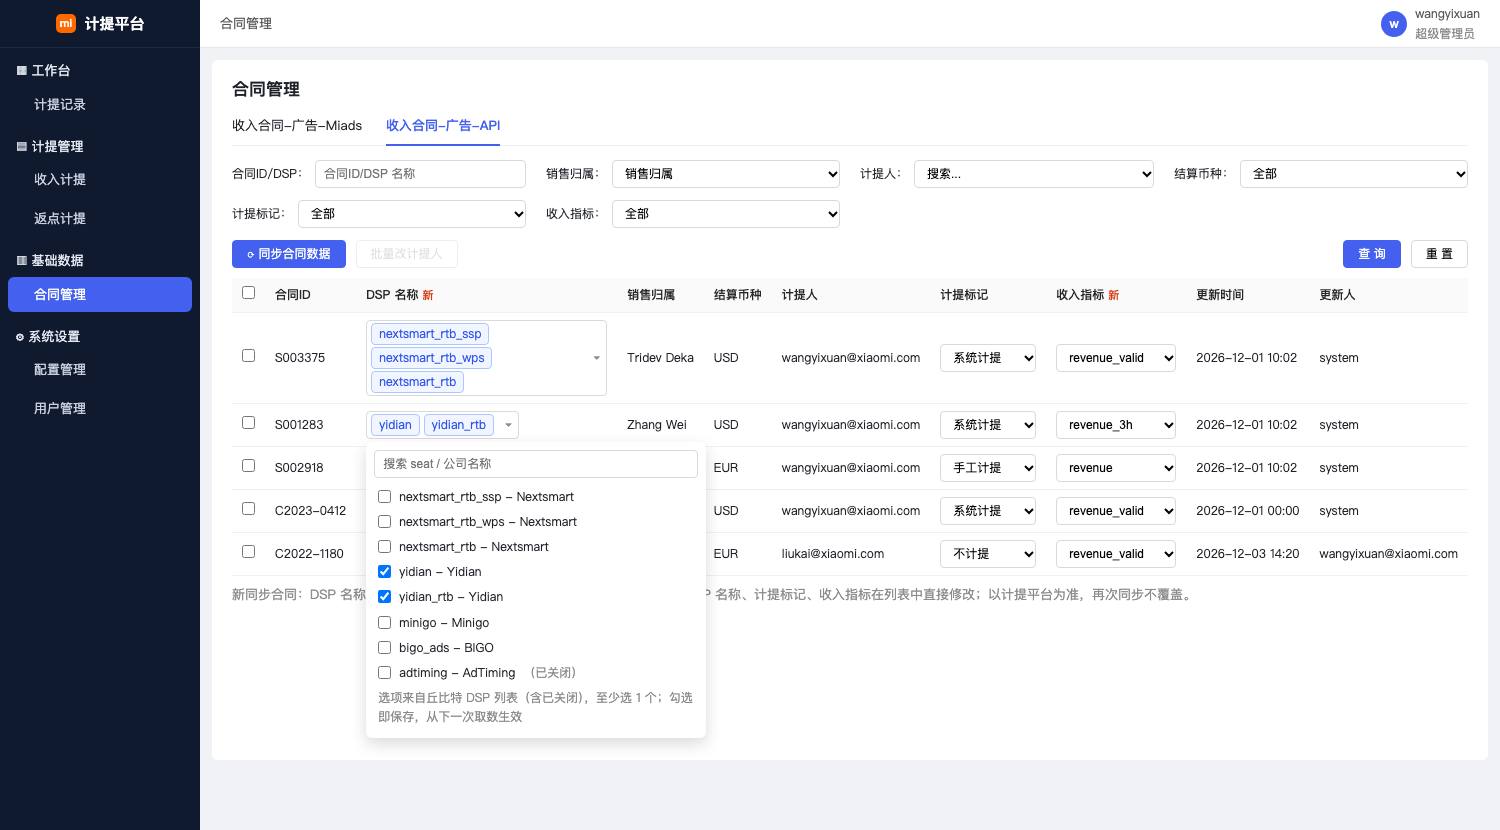 mi 计提平台
合同管理
w
wangyixuan
超级管理员
工作台
计提记录
计提管理
收入计提
返点计提
基础数据
合同管理
系统设置
配置管理
用户管理
合同管理
收入合同-广告-Miads 收入合同-广告-API
合同ID/DSP： 合同ID/DSP 名称 销售归属： 销售归属 计提人： 搜索... 结算币种： 全部
计提标记： 全部 收入指标： 全部
同步合同数据 批量改计提人 查 询 重 置
合同ID DSP 名称 新 销售归属 结算币种 计提人 计提标记 收入指标 新 更新时间 更新人
S003375 nextsmart_rtb_ssp nextsmart_rtb_wps nextsmart_rtb Tridev Deka USD wangyixuan@xiaomi.com 系统计提 revenue_valid 2026-12-01 10:02 system
S001283 yidian yidian_rtb Zhang Wei USD wangyixuan@xiaomi.com 系统计提 revenue_3h 2026-12-01 10:02 system
S002918 EUR wangyixuan@xiaomi.com 手工计提 revenue 2026-12-01 10:02 system
C2023-0412 USD wangyixuan@xiaomi.com 系统计提 revenue_valid 2026-12-01 00:00 system
C2022-1180 EUR liukai@xiaomi.com 不计提 revenue_valid 2026-12-03 14:20 wangyixuan@xiaomi.com
新同步合同：DSP 名称 名称、计提标记、收入指标在列表中直接修改；以计提平台为准，再次同步不覆盖。
搜索 seat / 公司名称
nextsmart_rtb_ssp - Nextsmart
nextsmart_rtb_wps - Nextsmart
nextsmart_rtb - Nextsmart
yidian - Yidian
yidian_rtb - Yidian
minigo - Minigo
bigo_ads - BIGO
adtiming - AdTiming （已关闭）
选项来自丘比特 DSP 列表（含已关闭），至少选 1 个；勾选
即保存，从下一次取数生效